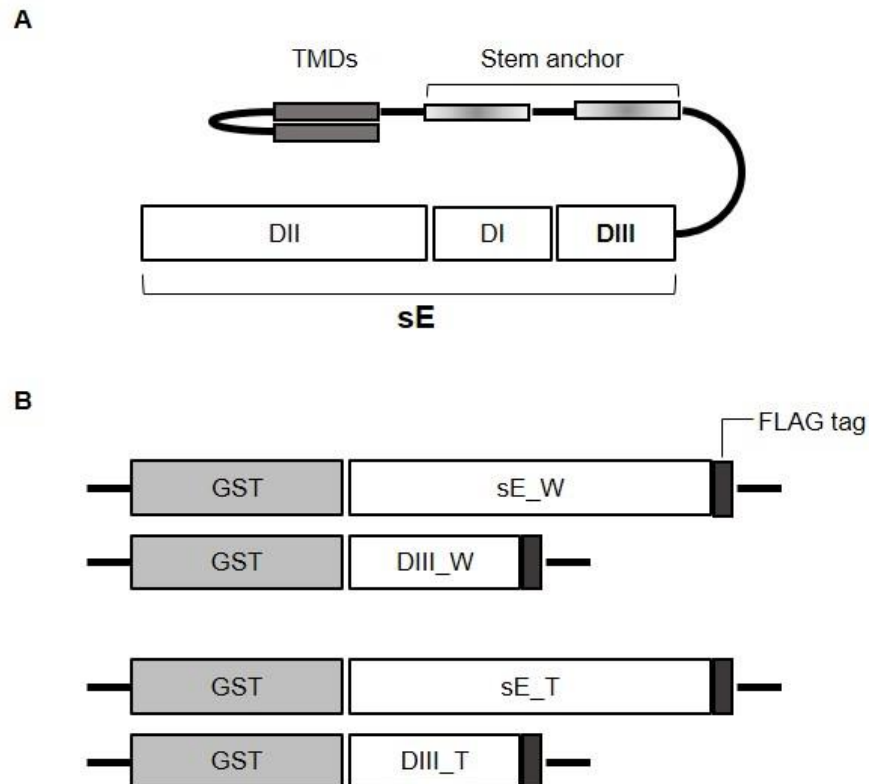 A
TMDs Stem anchor
DII DI DIII
sE
B
FLAG tag
GST sE_W
GST DIII_W
GST sE_T
GST DIII_T